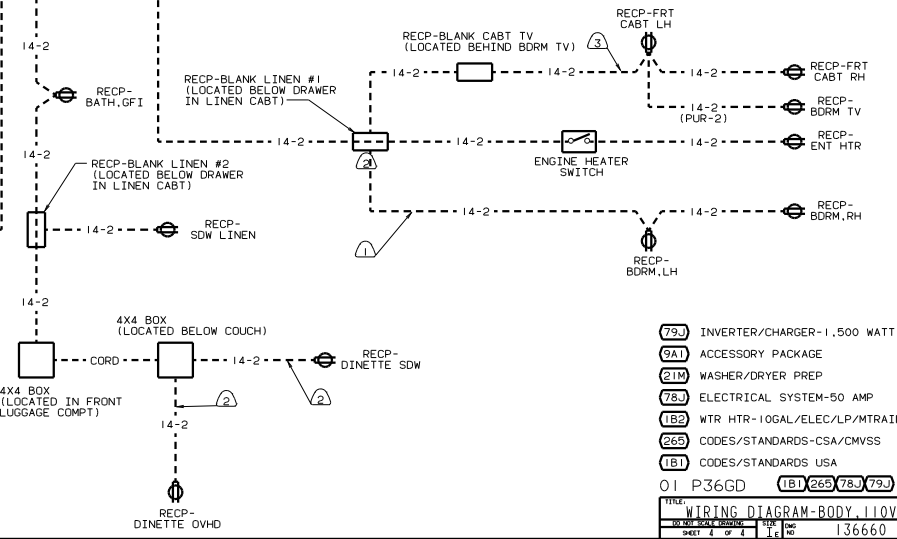 14-2
RECP-
BATH,GFI
14-2
RECP-BLANK LINEN #2
(LOCATED BELOW DRAWER
IN LINEN CABT)
14-2
RECP-
SDW LINEN
14-2
4X4 BOX
(LOCATED IN FRONT
LUGGAGE COMPT)
CORD
4X4 BOX
(LOCATED BELOW COUCH)
14-2
RECP-
DINETTE SDW
2
2
14-2
RECP-
DINETTE OVHD
RECP-BLANK LINEN #1
(LOCATED BELOW DRAWER
IN LINEN CABT)
14-2
2
14-2
RECP-BLANK CABT TV
(LOCATED BEHIND BDRM TV)
14-2
3
RECP-FRT
CABT LH
14-2
RECP-FRT
CABT RH
14-2
(PUR-2)
RECP-
BDRM TV
14-2
ENGINE HEATER
SWITCH
14-2
RECP-
ENT HTR
1
14-2
RECP-
BDRM,LH
14-2
RECP-
BDRM,RH
79J INVERTER/CHARGER-1,500 WATT
9A1 ACCESSORY PACKAGE
21M WASHER/DRYER PREP
78J ELECTRICAL SYSTEM-50 AMP
1B2 WTR HTR-10GAL/ELEC/LP/MTRAI
265 CODES/STANDARDS-CSA/CMVSS
1B1 CODES/STANDARDS USA
01 P36GD 1B1 265 78J 79J
TITLE:
WIRING DIAGRAM-BODY,110V
DO NOT SCALE DRAWING
SHEET 4 OF 4
SIZE
E
DWG
NO
136660